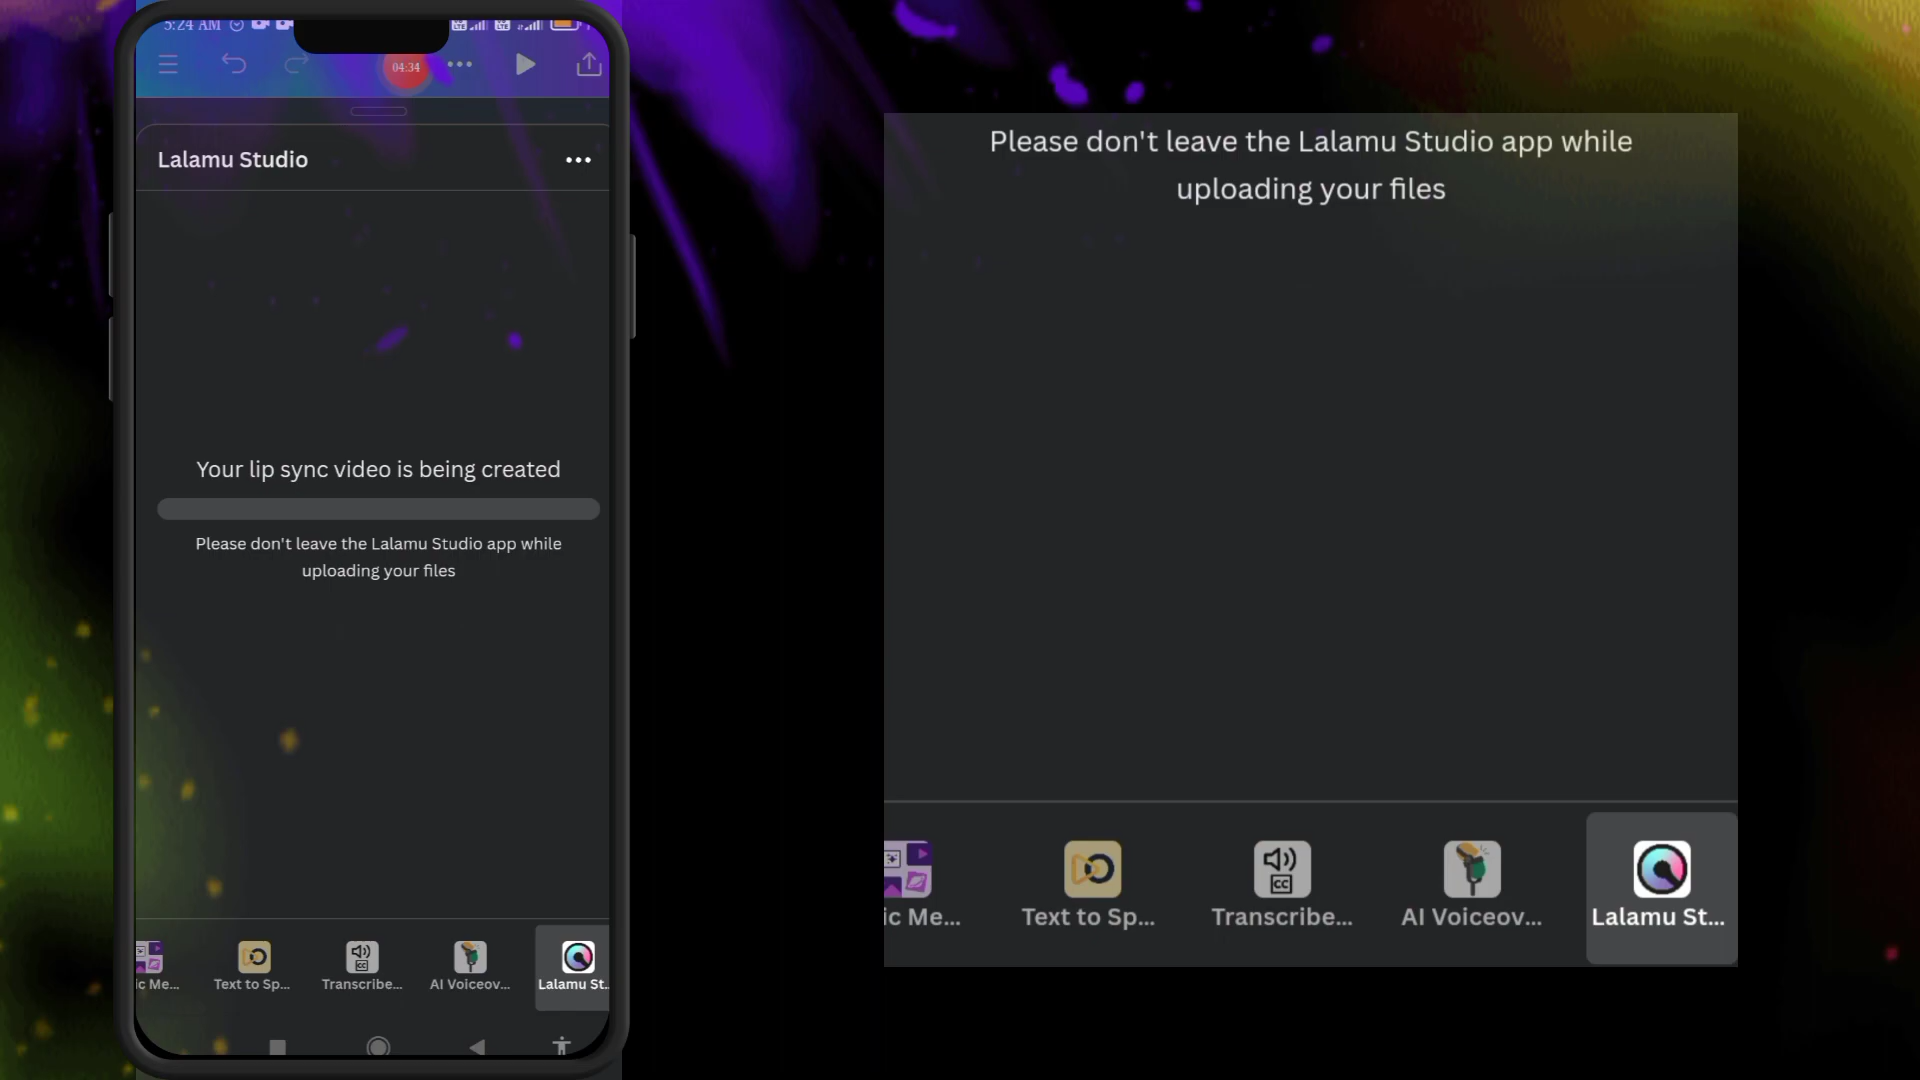 5:24 AM
04:34
Lalamu Studio
Your lip sync video is being created
Please don't leave the Lalamu Studio app while
uploading your files
ic Me...
Text to Sp...
Transcribe...
AI Voiceov...
Lalamu St..
Please don't leave the Lalamu Studio app while
uploading your files
ic Me...
Text to Sp...
CC
Transcribe...
AI Voiceov...
Lalamu St...